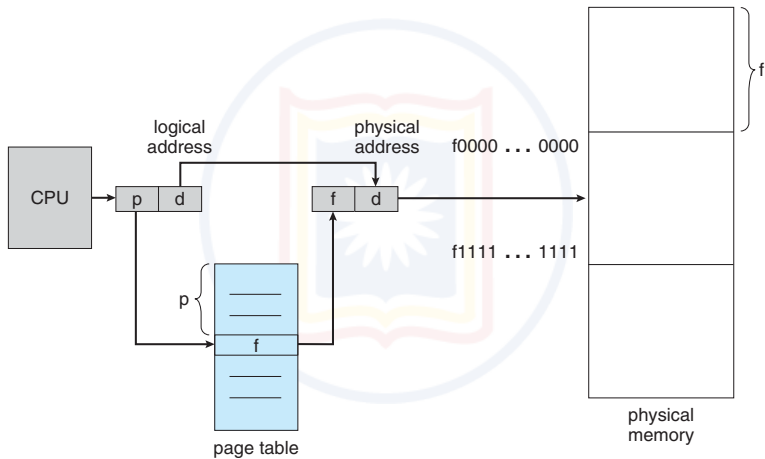 f
logical
address
physical
address
f0000 ... 0000
CPU
p
d
f
d
f1111 ... 1111
p
f
page table
physical
memory